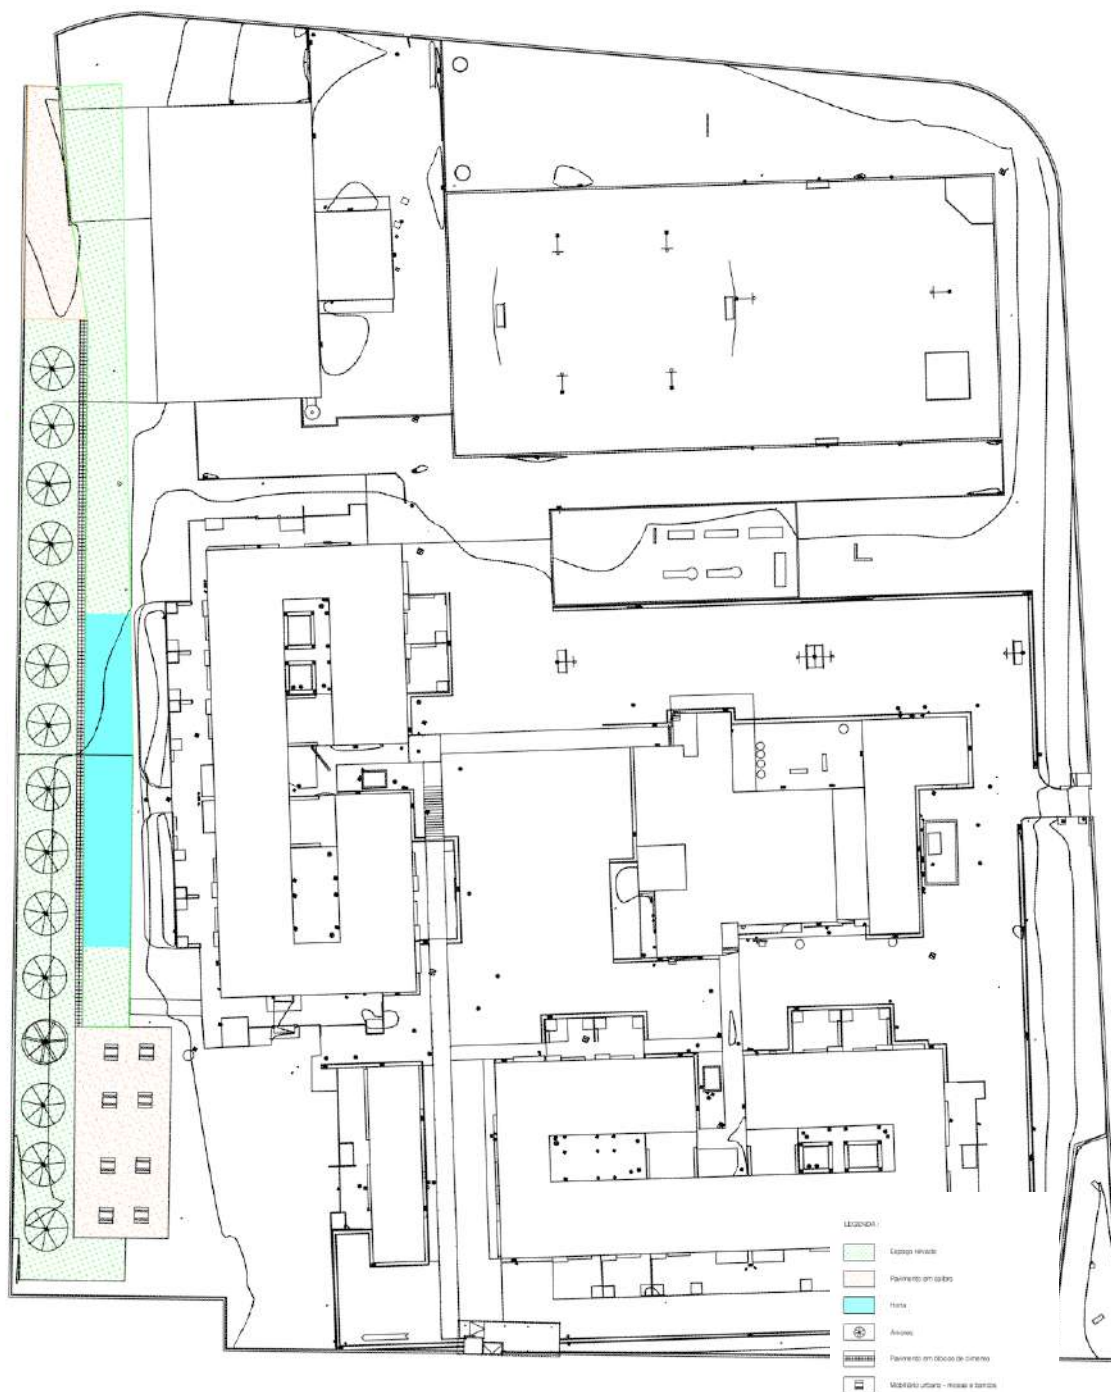 LEGENDA :
Espaço relvado
Pavimento em saibro
Horta
Árvores
Pavimento em blocos de cimento
Mobiliário urbano - mesas e bancos